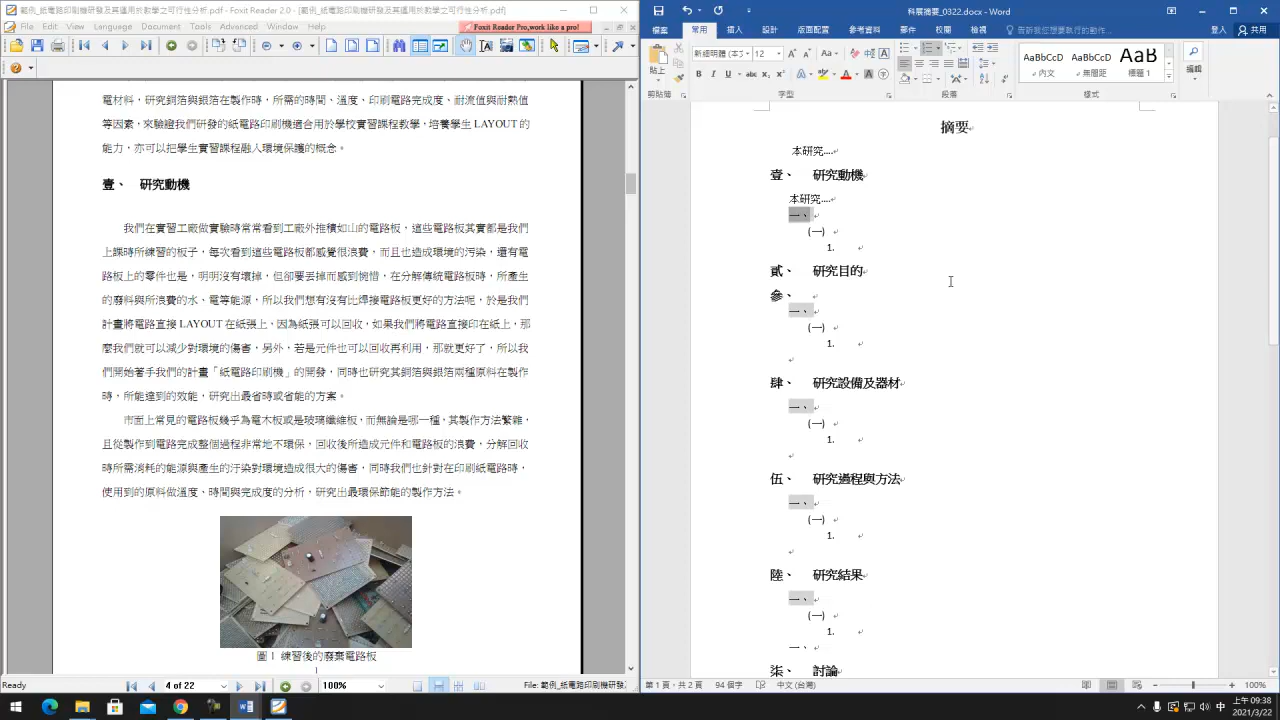 範例_紙電路印刷機研發及其運用於教學之可行性分析.pdf - Foxit Reader 2.0 - [範例_紙電路印刷機研發及其運用於教學之可行性分析.pdf]
File Edit View Language Document Tools Advanced Window Help
Foxit Reader Pro,work like a pro!
電材料，研究銅箔與銀箔在製作時，所需的時間、溫度、印刷電路完成度、耐流值與耐熱值
等因素，來驗證我們研發的紙電路印刷機適合用於學校實習課程教學，培養學生 LAYOUT 的
能力，亦可以把學生實習課程融入環境保護的概念。
壹、 研究動機
我們在實習工廠做實驗時常常看到工廠外推積如山的電路板，這些電路板其實都是我們
上課時所練習的板子，每次看到這些電路板都感覺很浪費，而且也造成環境的污染，還有電
路板上的零件也是，明明沒有壞掉，但卻要丟掉而感到惋惜，在分解傳統電路板時，所產生
的廢料與所浪費的水、電等能源，所以我們想有沒有比焊接電路板更好的方法呢，於是我們
計畫將電路直接 LAYOUT 在紙張上，因為紙張可以回收，如果我們將電路直接印在紙上，那
麼我們就可以減少對環境的傷害，另外，若是元件也可以回收再利用，那就更好了，所以我
們開始著手我們的計畫「紙電路印刷機」的開發，同時也研究其銅箔與銀箔兩種原料在製作
時，所能達到的效能，研究出最省時或省能的方案。
市面上常見的電路板幾乎為電木板或是玻璃纖維板，而無論是哪一種，其製作方法繁雜，
且從製作到電路完成整個過程非常地不環保，回收後所造成元件和電路板的浪費，分解回收
時所需消耗的能源與產生的汙染對環境造成很大的傷害，同時我們也針對在印刷紙電路時，
使用到的原料做溫度、時間與完成度的分析，研究出最環保節能的製作方法。
圖 1 練習後的廢棄電路板
Ready 4 of 22 100% File: 範例_紙電路印刷機研發
科展摘要_0322.docx - Word
檔案 常用 插入 設計 版面配置 參考資料 郵件 校閱 檢視 告訴我您想要執行的動作... 登入 共用
貼上 新細明體 (本文 12 Aa
B I U abc x₂ x² A
AaBbCcD AaBbCcD AaB 編輯
內文 無間距 標題 1
剪貼簿 字型 段落 樣式
摘要
本研究....
壹、 研究動機
本研究....
一、
(一)
1.
貳、 研究目的
參、
一、
(一)
1.
肆、 研究設備及器材
一、
(一)
1.
伍、 研究過程與方法
一、
(一)
1.
陸、 研究結果
一、
(一)
1.
一、
柒、 討論
第 1 頁，共 2 頁 94 個字 中文 (台灣) 100%
中 上午 09:38
2021/3/22